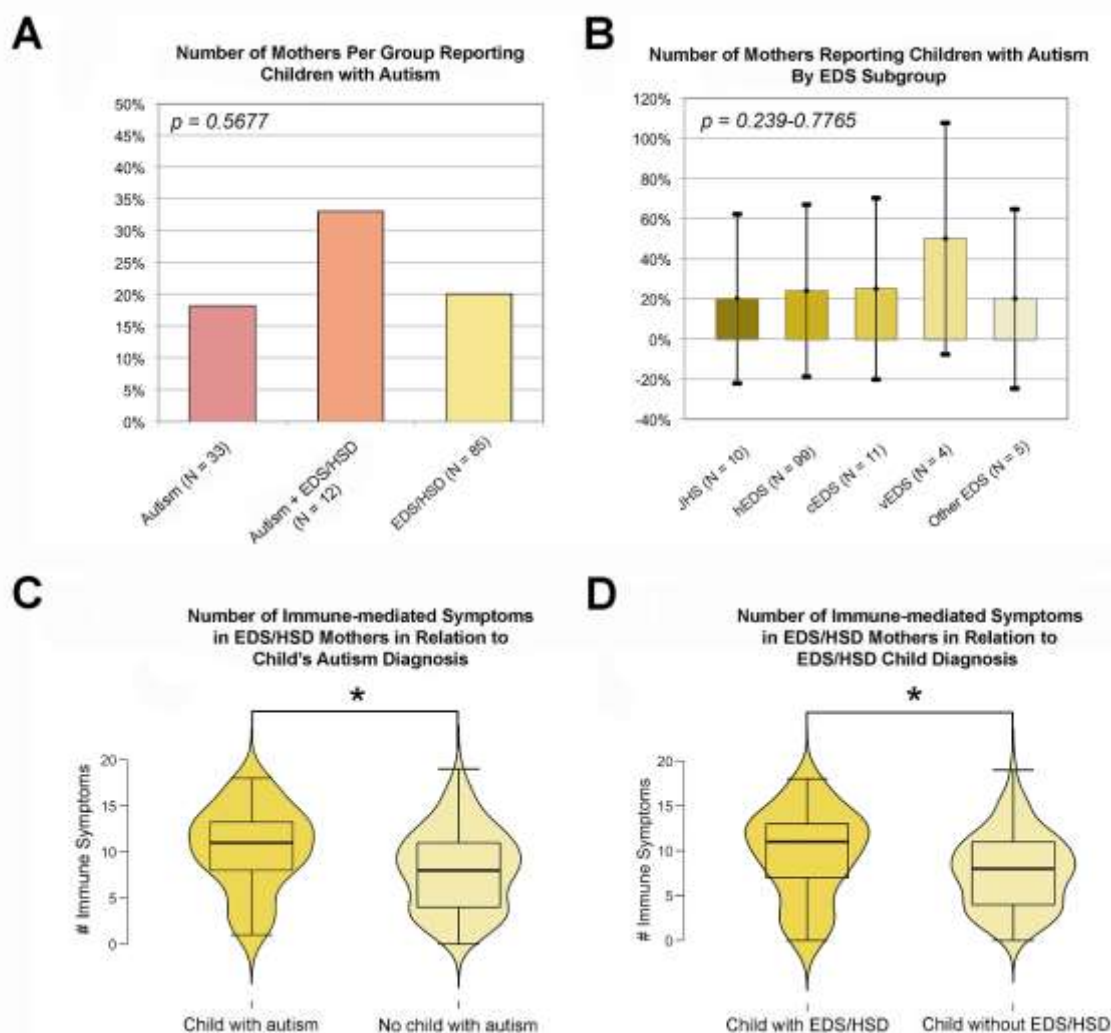 A
Number of Mothers Per Group Reporting
Children with Autism
50%
45%
40%
35%
30%
25%
20%
15%
10%
5%
0%
p = 0.5677
Autism (N = 33)
Autism + EDS/HSD
(N = 12)
EDS/HSD (N = 85)
B
Number of Mothers Reporting Children with Autism
By EDS Subgroup
120%
100%
80%
60%
40%
20%
0%
-20%
-40%
p = 0.239-0.7765
JHS (N = 10)
hEDS (N = 99)
cEDS (N = 11)
vEDS (N = 4)
Other EDS (N = 5)
C
Number of Immune-mediated Symptoms
in EDS/HSD Mothers in Relation to
Child's Autism Diagnosis
*
# Immune Symptoms
20
15
10
5
0
Child with autism
No child with autism
D
Number of Immune-mediated Symptoms
in EDS/HSD Mothers in Relation to
EDS/HSD Child Diagnosis
*
# Immune Symptoms
20
15
10
5
0
Child with EDS/HSD
Child without EDS/HSD